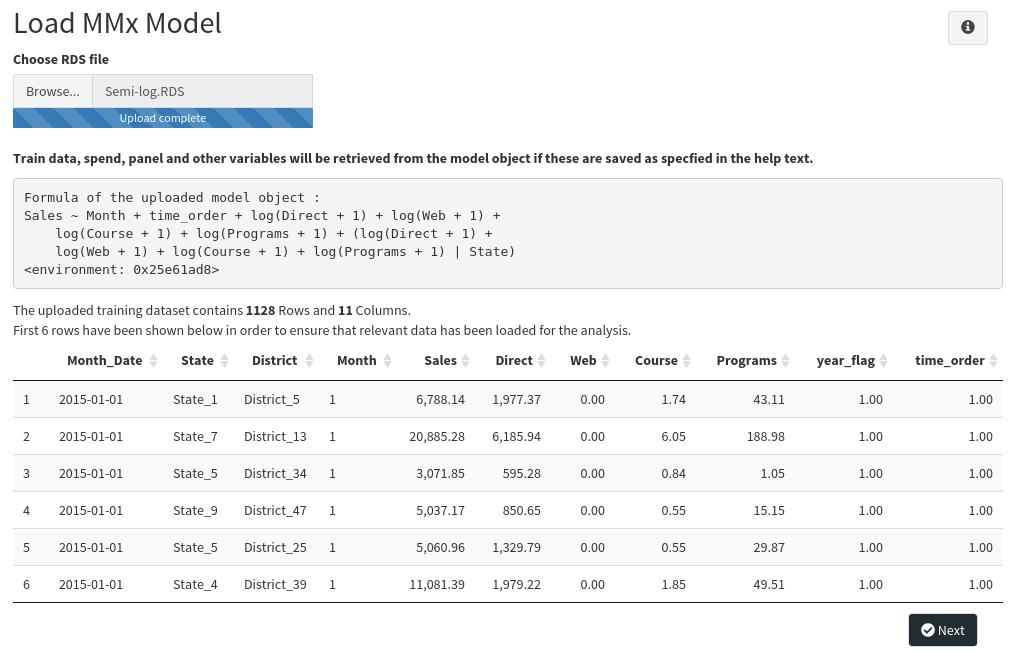 Load MMx Model
Choose RDS file
Browse... Semi-log.RDS
Upload complete
Train data, spend, panel and other variables will be retrieved from the model object if these are saved as specfied in the help text.
Formula of the uploaded model object :
Sales ~ Month + time_order + log(Direct + 1) + log(Web + 1) +
log(Course + 1) + log(Programs + 1) + (log(Direct + 1) +
log(Web + 1) + log(Course + 1) + log(Programs + 1) | State)
<environment: 0x25e61ad8>
The uploaded training dataset contains 1128 Rows and 11 Columns.
First 6 rows have been shown below in order to ensure that relevant data has been loaded for the analysis.
Month_Date State District Month Sales Direct Web Course Programs year_flag time_order
1 2015-01-01 State_1 District_5 1 6,788.14 1,977.37 0.00 1.74 43.11 1.00 1.00
2 2015-01-01 State_7 District_13 1 20,885.28 6,185.94 0.00 6.05 188.98 1.00 1.00
3 2015-01-01 State_5 District_34 1 3,071.85 595.28 0.00 0.84 1.05 1.00 1.00
4 2015-01-01 State_9 District_47 1 5,037.17 850.65 0.00 0.55 15.15 1.00 1.00
5 2015-01-01 State_5 District_25 1 5,060.96 1,329.79 0.00 0.55 29.87 1.00 1.00
6 2015-01-01 State_4 District_39 1 11,081.39 1,979.22 0.00 1.85 49.51 1.00 1.00
Next